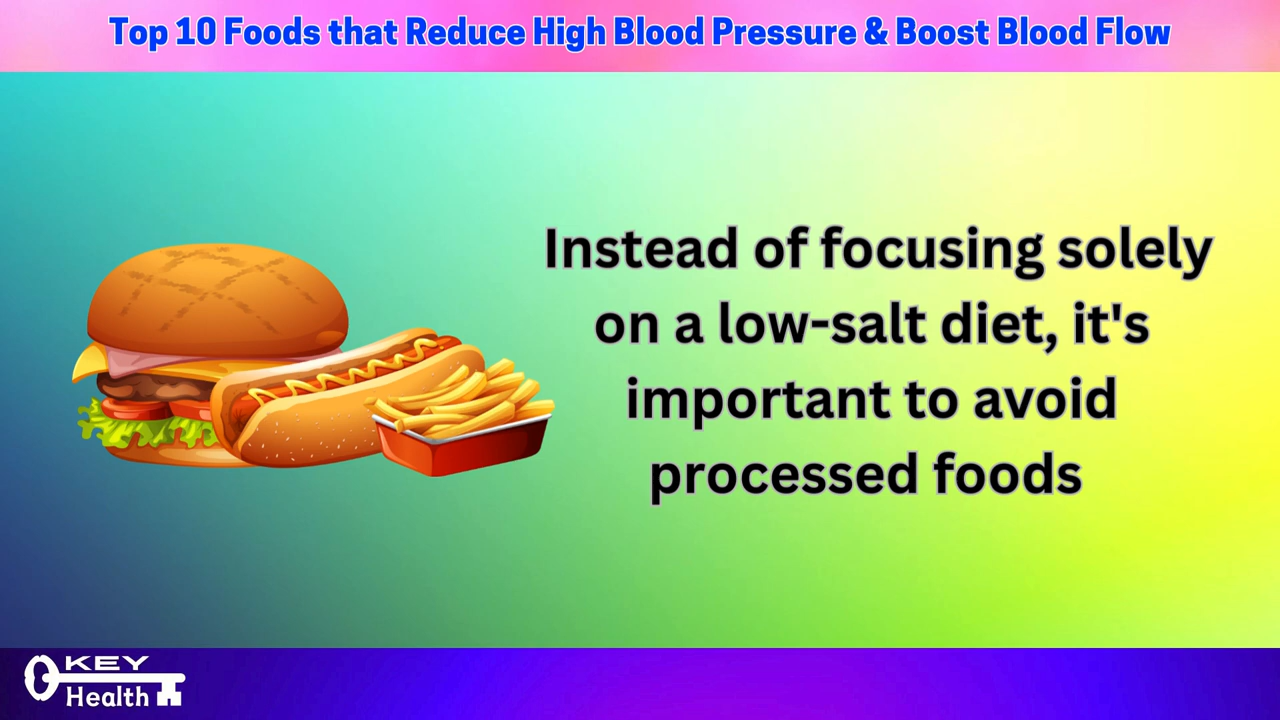 Top 10 Foods that Reduce High Blood Pressure & Boost Blood Flow
Instead of focusing solely
on a low-salt diet, it's
important to avoid
processed foods
KEY
Health